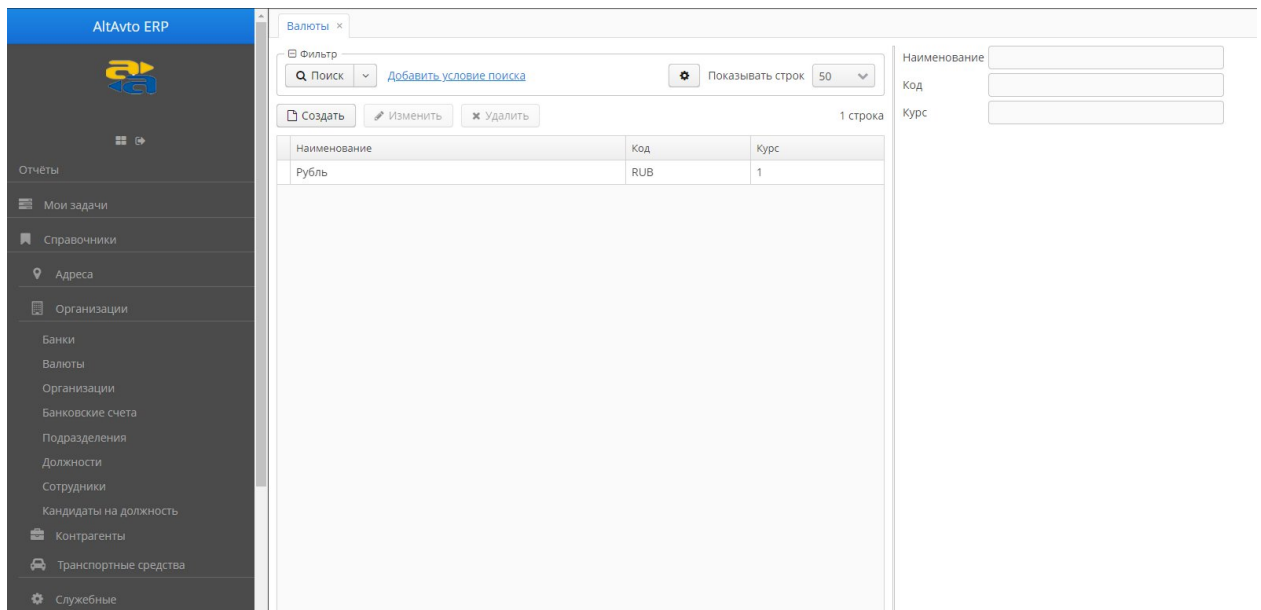 AltAvto ERP
Отчёты
Мои задачи
Справочники
Адреса
Организации
Банки
Валюты
Организации
Банковские счета
Подразделения
Должности
Сотрудники
Кандидаты на должность
Контрагенты
Транспортные средства
Служебные
Валюты ×
Фильтр
Поиск Добавить условие поиска Показывать строк 50
Создать Изменить Удалить 1 строка
Наименование Код Курс
Рубль RUB 1
Наименование
Код
Курс